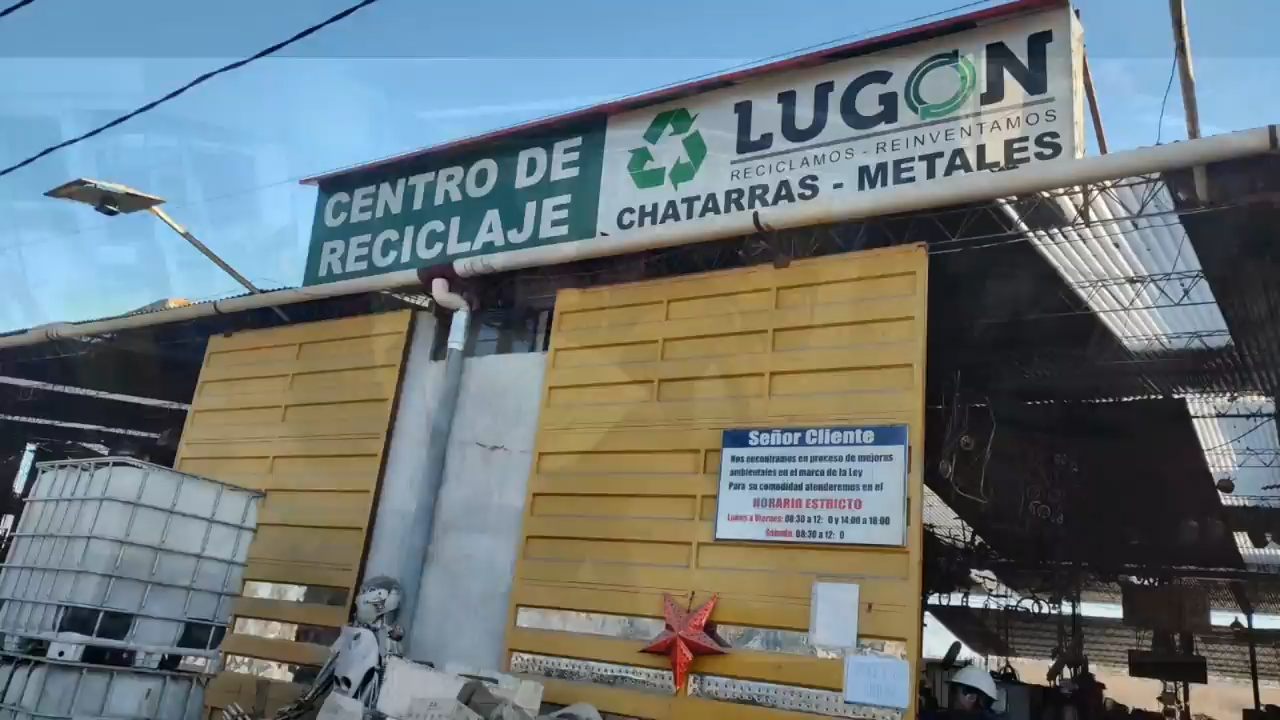 CENTRO DE
RECICLAJE
LUGON
RECICLAMOS - REINVENTAMOS
CHATARRAS - METALES
Señor Cliente
Nos encontramos en proceso de mejoras
ambientales en el marco de la Ley
Para su comodidad atenderemos en el
HORARIO ESTRICTO
Lunes a Viernes: 08:30 a 12: 0 y 14:00 a 18:00
Sábado: 08:30 a 12: 0